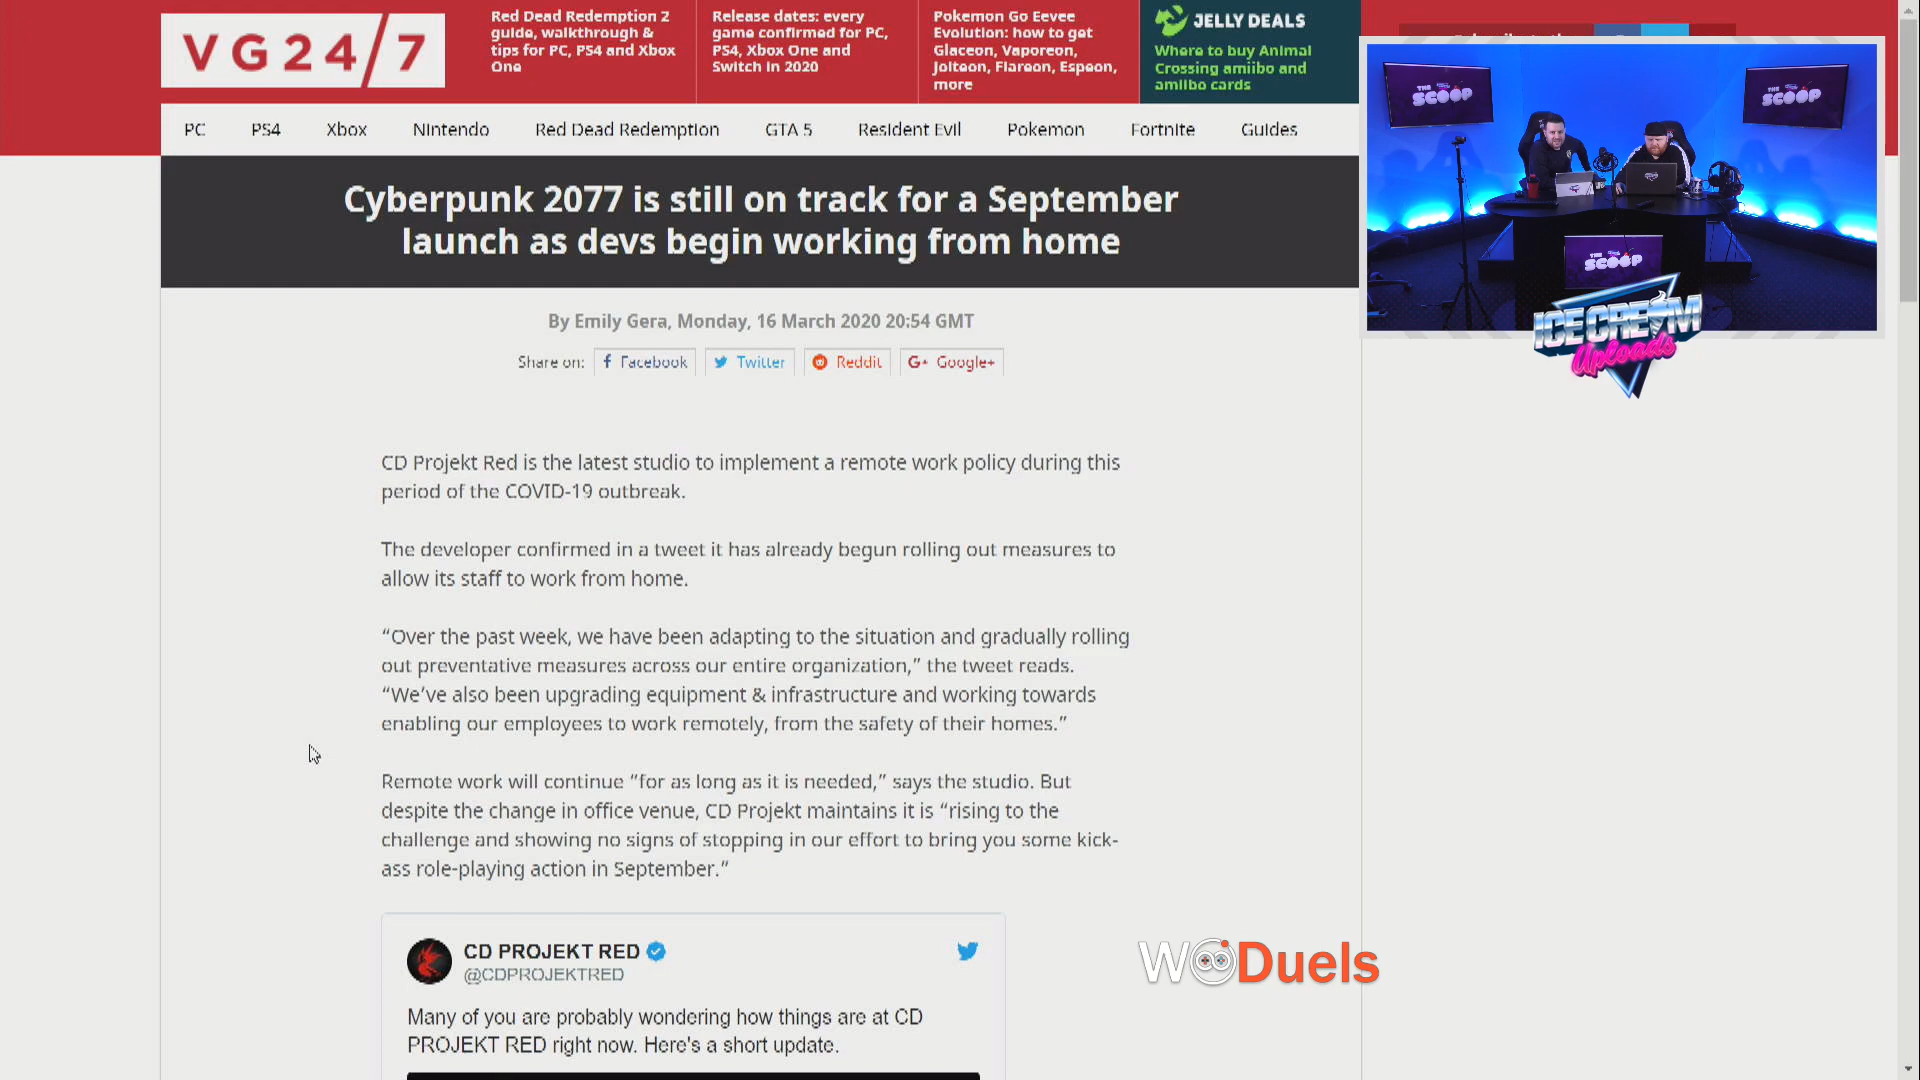 VG24/7
Red Dead Redemption 2
guide, walkthrough &
tips for PC, PS4 and Xbox
One
Release dates: every
game confirmed for PC,
PS4, Xbox One and
Switch in 2020
Pokemon Go Eevee
Evolution: how to get
Glaceon, Vaporeon,
Jolteon, Flareon, Espeon,
more
JELLY DEALS
Where to buy Animal
Crossing amiibo and
amiibo cards
PC PS4 Xbox Nintendo Red Dead Redemption GTA 5 Resident Evil Pokemon Fortnite Guides
THE
SCOOP
THE
SCOOP
THE
SCOOP
ICE CREAM
Uploads
Cyberpunk 2077 is still on track for a September
launch as devs begin working from home
By Emily Gera, Monday, 16 March 2020 20:54 GMT
Share on: Facebook Twitter Reddit G+ Google+
CD Projekt Red is the latest studio to implement a remote work policy during this
period of the COVID-19 outbreak.
The developer confirmed in a tweet it has already begun rolling out measures to
allow its staff to work from home.
“Over the past week, we have been adapting to the situation and gradually rolling
out preventative measures across our entire organization,” the tweet reads.
“We’ve also been upgrading equipment & infrastructure and working towards
enabling our employees to work remotely, from the safety of their homes.”
Remote work will continue “for as long as it is needed,” says the studio. But
despite the change in office venue, CD Projekt maintains it is “rising to the
challenge and showing no signs of stopping in our effort to bring you some kick-
ass role-playing action in September.”
CD PROJEKT RED
@CDPROJEKTRED
Many of you are probably wondering how things are at CD
PROJEKT RED right now. Here's a short update.
WooDuels